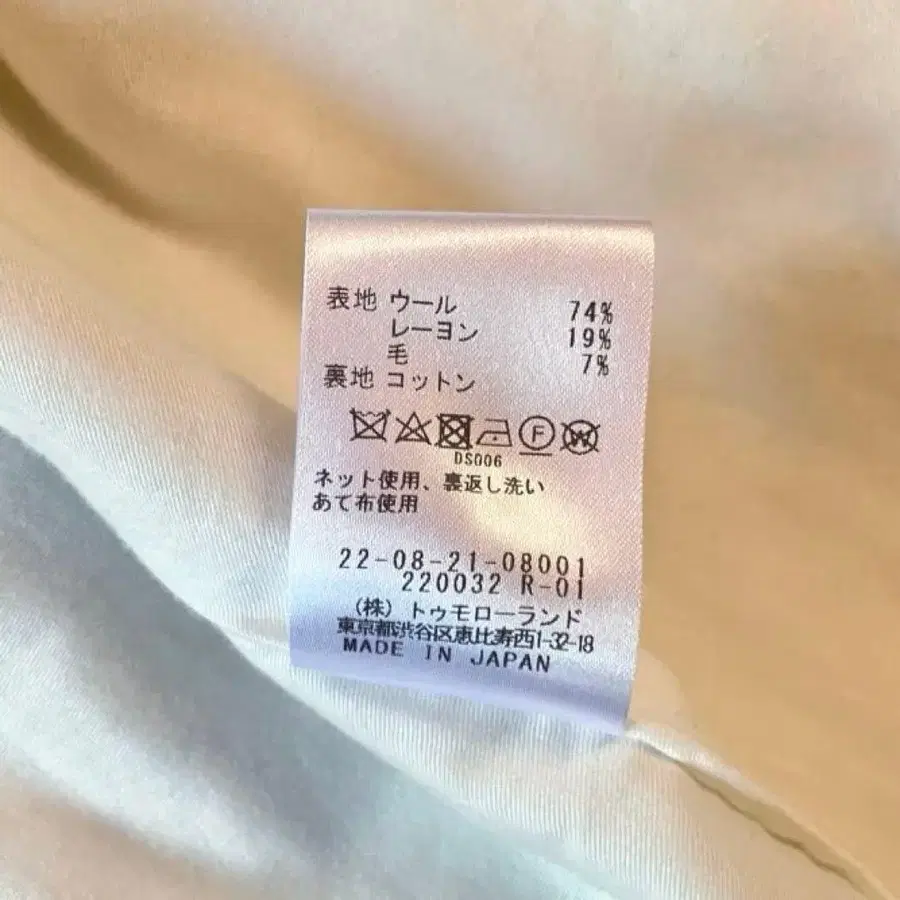 表地 ウール 74%
レーヨン 19%
毛 7%
裏地 コットン
F W
DS006
ネット使用、裏返し洗い
あて布使用
22-08-21-08001
220032 R-01
(株) トゥモローランド
東京都渋谷区恵比寿西1-32-18
MADE IN JAPAN